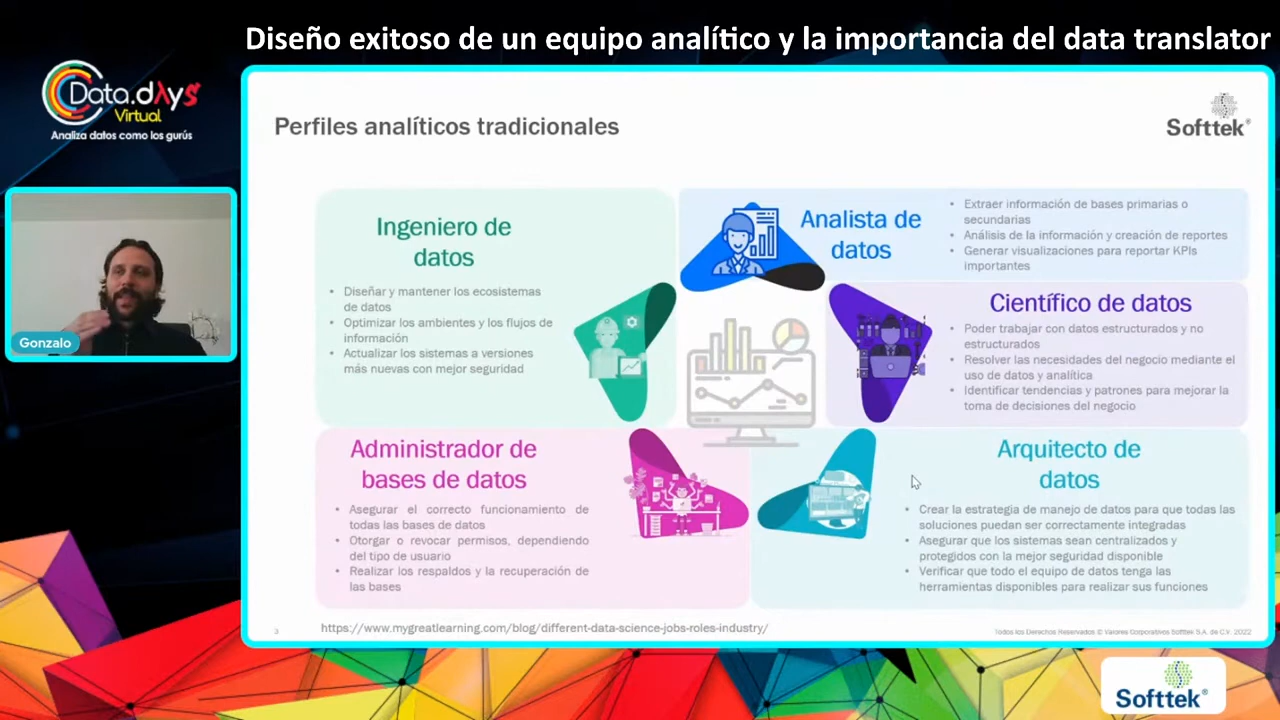 Diseño exitoso de un equipo analítico y la importancia del data translator
Data.dAys
Virtual
Analiza datos como los gurús
Gonzalo
Perfiles analíticos tradicionales
Softtek®
Ingeniero de
datos
• Diseñar y mantener los ecosistemas
de datos
• Optimizar los ambientes y los flujos de
información
• Actualizar los sistemas a versiones
más nuevas con mejor seguridad
Analista de
datos
• Extraer información de bases primarias o
secundarias
• Análisis de la información y creación de reportes
• Generar visualizaciones para reportar KPIs
importantes
Científico de datos
• Poder trabajar con datos estructurados y no
estructurados
• Resolver las necesidades del negocio mediante el
uso de datos y analítica
• Identificar tendencias y patrones para mejorar la
toma de decisiones del negocio
Administrador de
bases de datos
• Asegurar el correcto funcionamiento de
todas las bases de datos
• Otorgar o revocar permisos, dependiendo
del tipo de usuario
• Realizar los respaldos y la recuperación de
las bases
Arquitecto de
datos
• Crear la estrategia de manejo de datos para que todas las
soluciones puedan ser correctamente integradas
• Asegurar que los sistemas sean centralizados y
protegidos con la mejor seguridad disponible
• Verificar que todo el equipo de datos tenga las
herramientas disponibles para realizar sus funciones
3
https://www.mygreatlearning.com/blog/different-data-science-jobs-roles-industry/
Todos los Derechos Reservados © Valores Corporativos Softtek S.A. de C.V. 2022
Softtek®